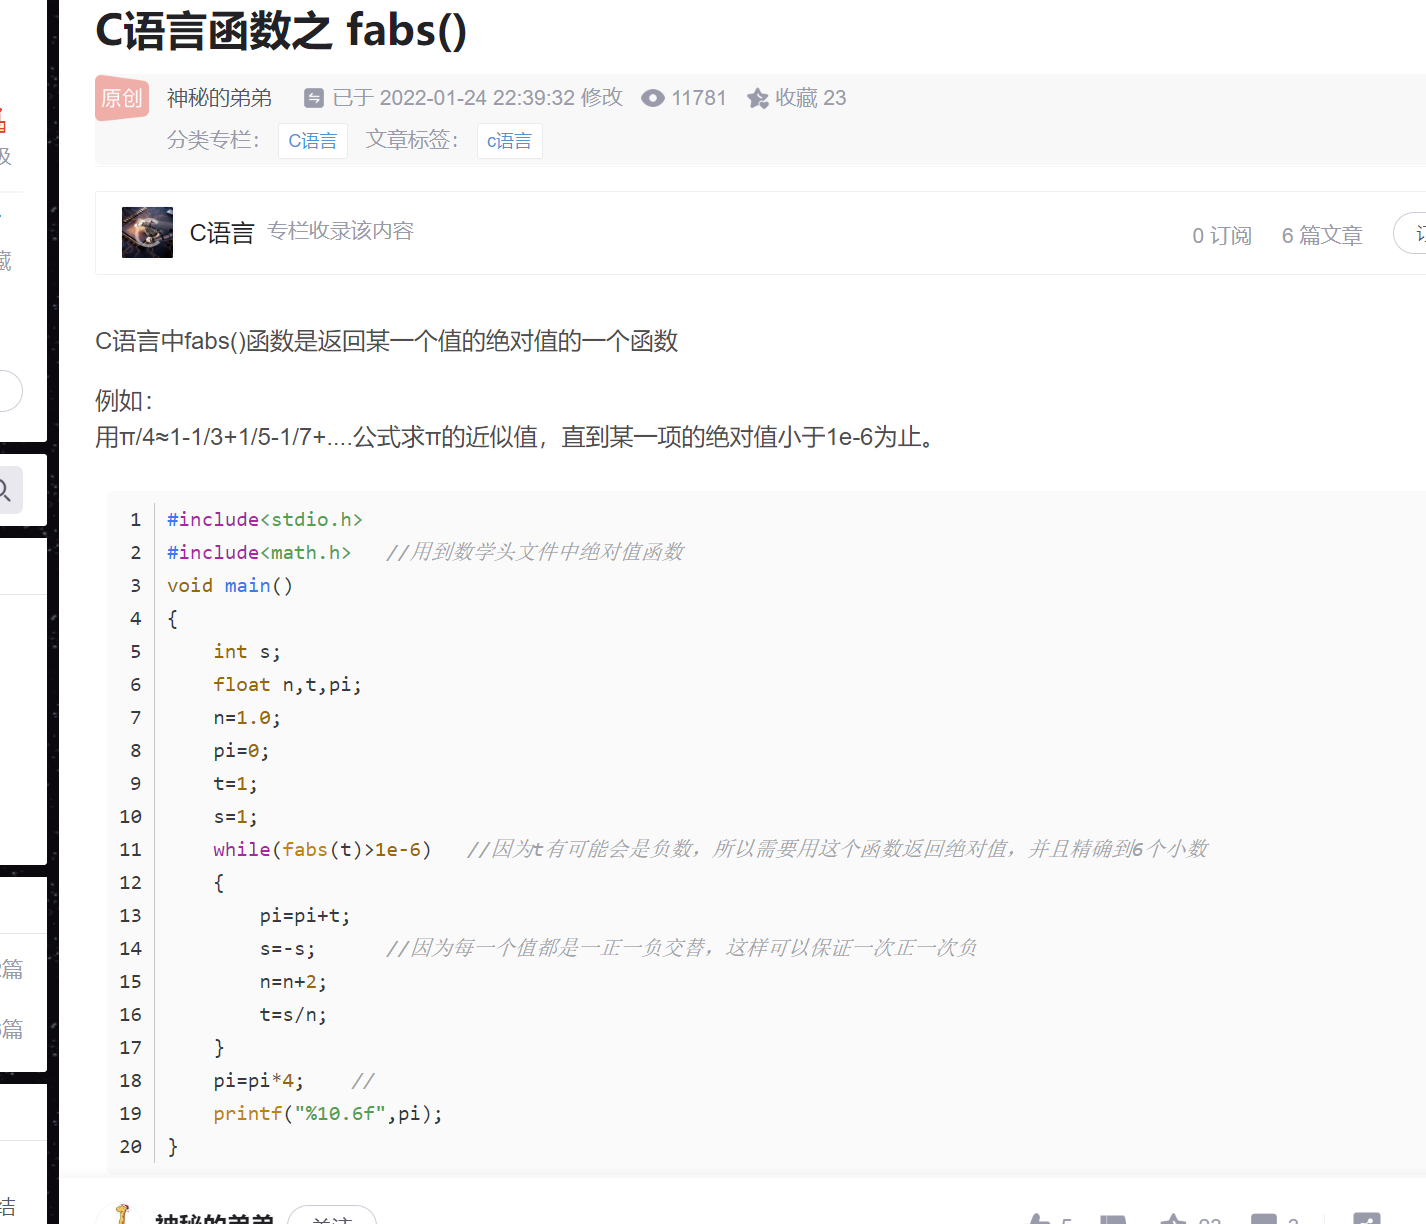 C语言函数之 fabs()
原创 神秘的弟弟 已于 2022-01-24 22:39:32 修改 11781 收藏 23
分类专栏： C语言 文章标签： c语言
C语言 专栏收录该内容 0 订阅 6 篇文章
C语言中fabs()函数是返回某一个值的绝对值的一个函数
例如：
用π/4≈1-1/3+1/5-1/7+....公式求π的近似值，直到某一项的绝对值小于1e-6为止。
1 #include<stdio.h>
2 #include<math.h> //用到数学头文件中绝对值函数
3 void main()
4 {
5 int s;
6 float n,t,pi;
7 n=1.0;
8 pi=0;
9 t=1;
10 s=1;
11 while(fabs(t)>1e-6) //因为t有可能会是负数，所以需要用这个函数返回绝对值，并且精确到6个小数
12 {
13 pi=pi+t;
14 s=-s; //因为每一个值都是一正一负交替，这样可以保证一次正一次负
15 n=n+2;
16 t=s/n;
17 }
18 pi=pi*4; //
19 printf("%10.6f",pi);
20 }
篇
篇
结
神秘的弟弟 关注